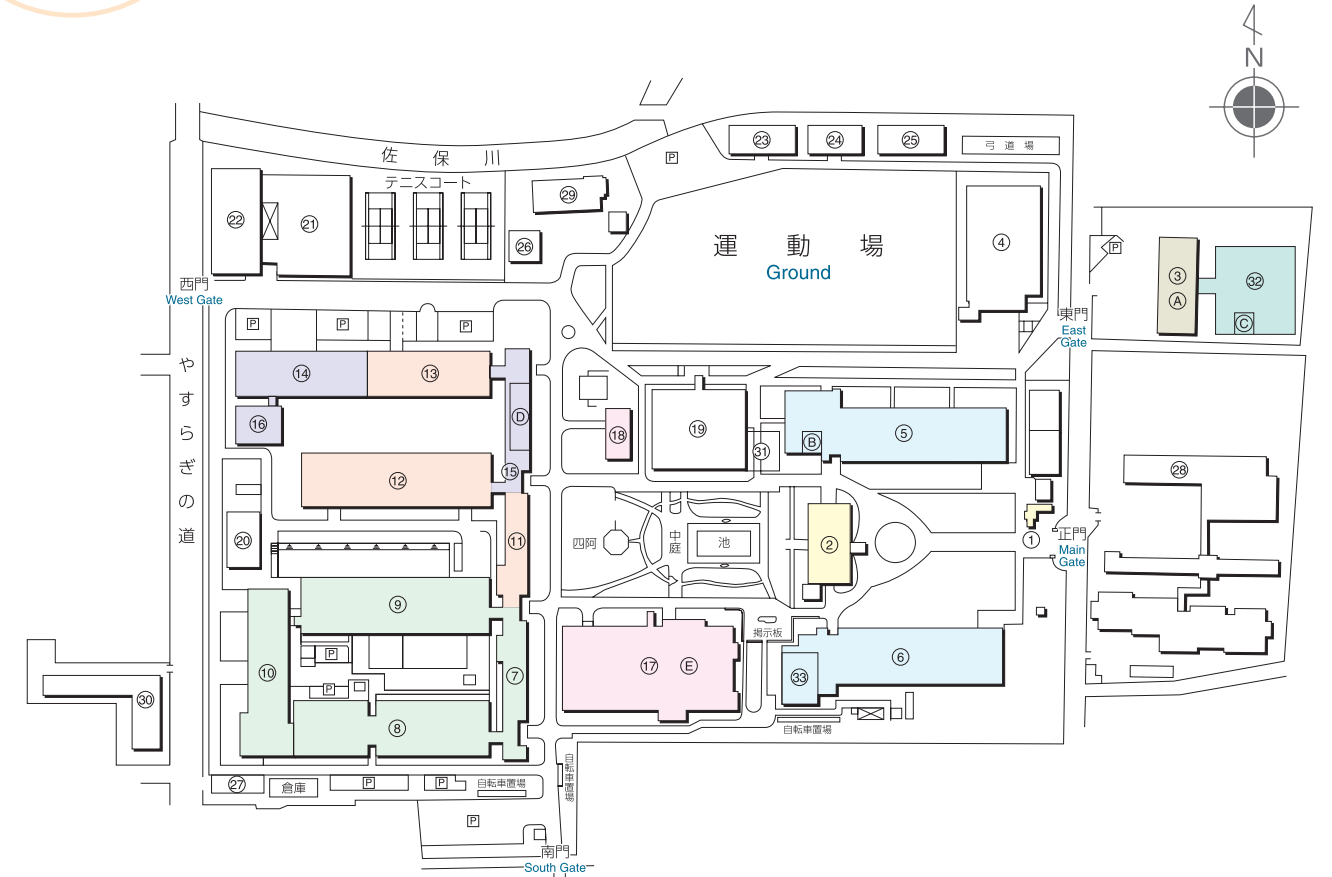 N
㉓
㉔
㉕
弓道場
佐保川
P
テニスコート
㉙
㉒
㉑
㉖
運動場
Ground
④
P
③
Ⓐ
㉜
Ⓒ
西門
West Gate
東門
East
Gate
P
P
P
やすらぎの道
⑭
⑬
Ⓓ
⑯
⑮
⑱
⑲
㉛
Ⓑ
⑤
⑫
㉘
⑳
⑪
四阿
中庭
池
②
①
正門
Main
Gate
⑨
掲示板
⑩
P
P
⑦
⑰
Ⓔ
㉝
⑥
㉚
⑧
自転車置場
㉗
倉庫
P
P
自転車置場
自転車置場
P
南門
South Gate